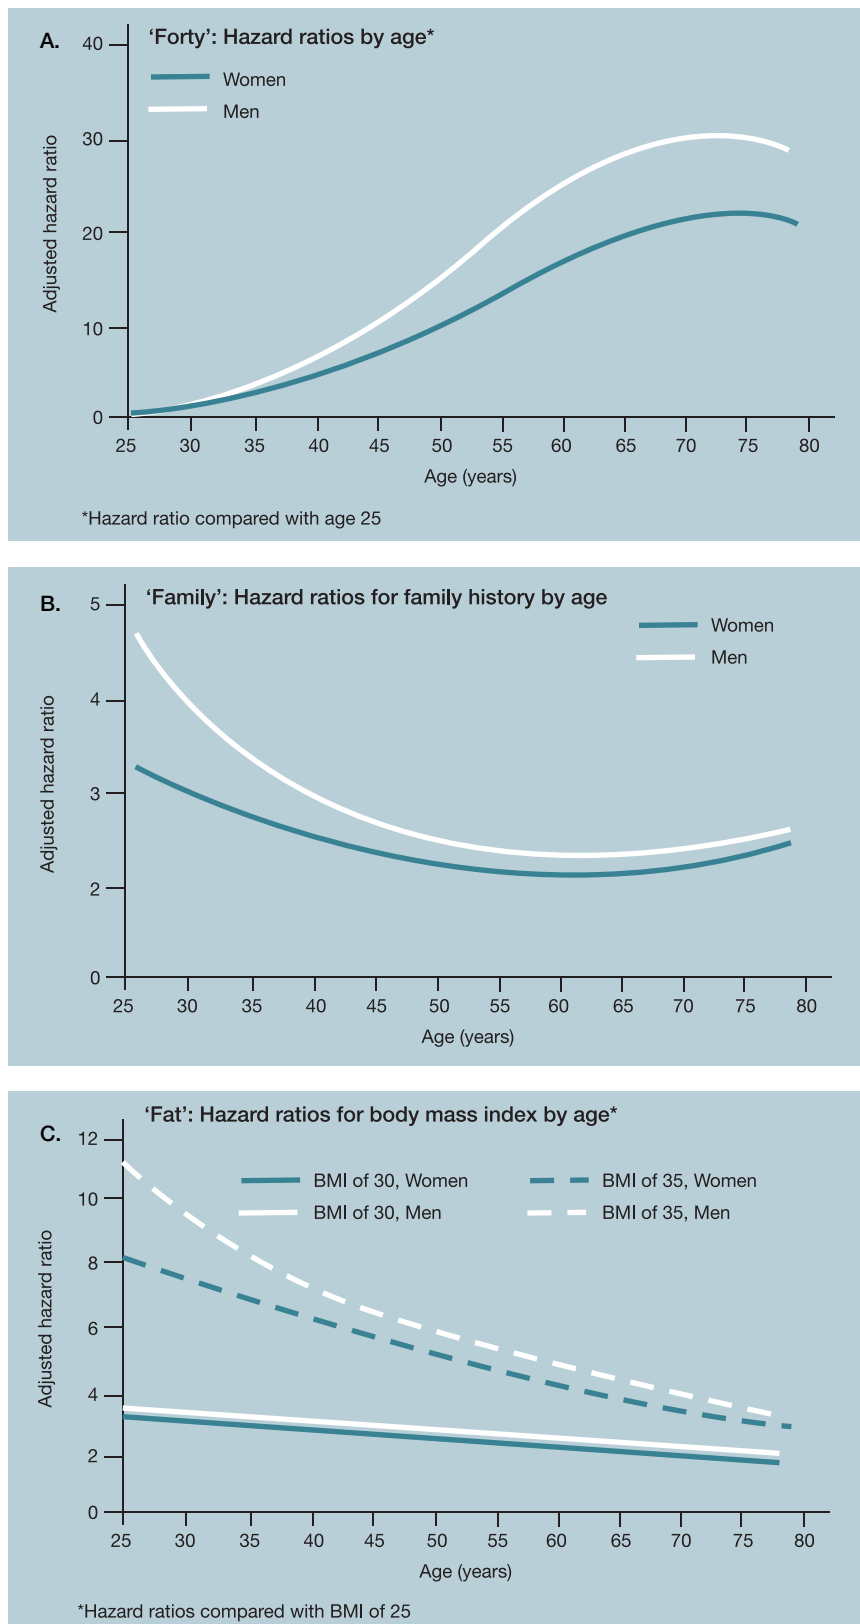 A.
‘Forty’: Hazard ratios by age*
Women
Men
Adjusted hazard ratio
40
30
20
10
0
25 30 35 40 45 50 55 60 65 70 75 80
Age (years)
*Hazard ratio compared with age 25
B.
‘Family’: Hazard ratios for family history by age
Women
Men
Adjusted hazard ratio
5
4
3
2
0
25 30 35 40 45 50 55 60 65 70 75 80
Age (years)
C.
‘Fat’: Hazard ratios for body mass index by age*
BMI of 30, Women
BMI of 35, Women
BMI of 30, Men
BMI of 35, Men
Adjusted hazard ratio
12
10
8
6
4
2
0
25 30 35 40 45 50 55 60 65 70 75 80
Age (years)
*Hazard ratios compared with BMI of 25